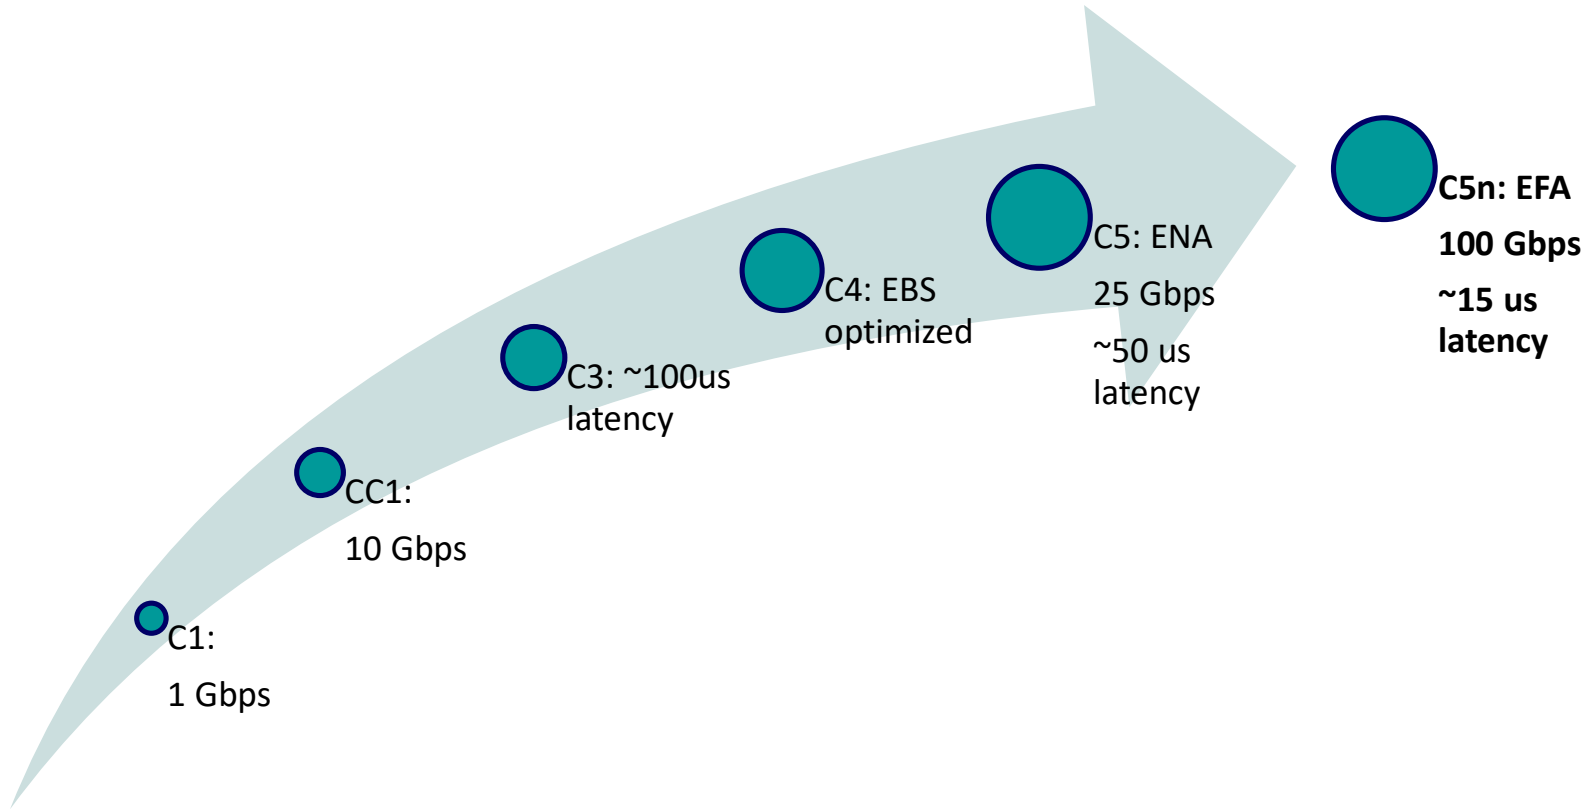 C1:
1 Gbps
CC1:
10 Gbps
C3: ~100us
latency
C4: EBS
optimized
C5: ENA
25 Gbps
~50 us
latency
C5n: EFA
100 Gbps
~15 us
latency